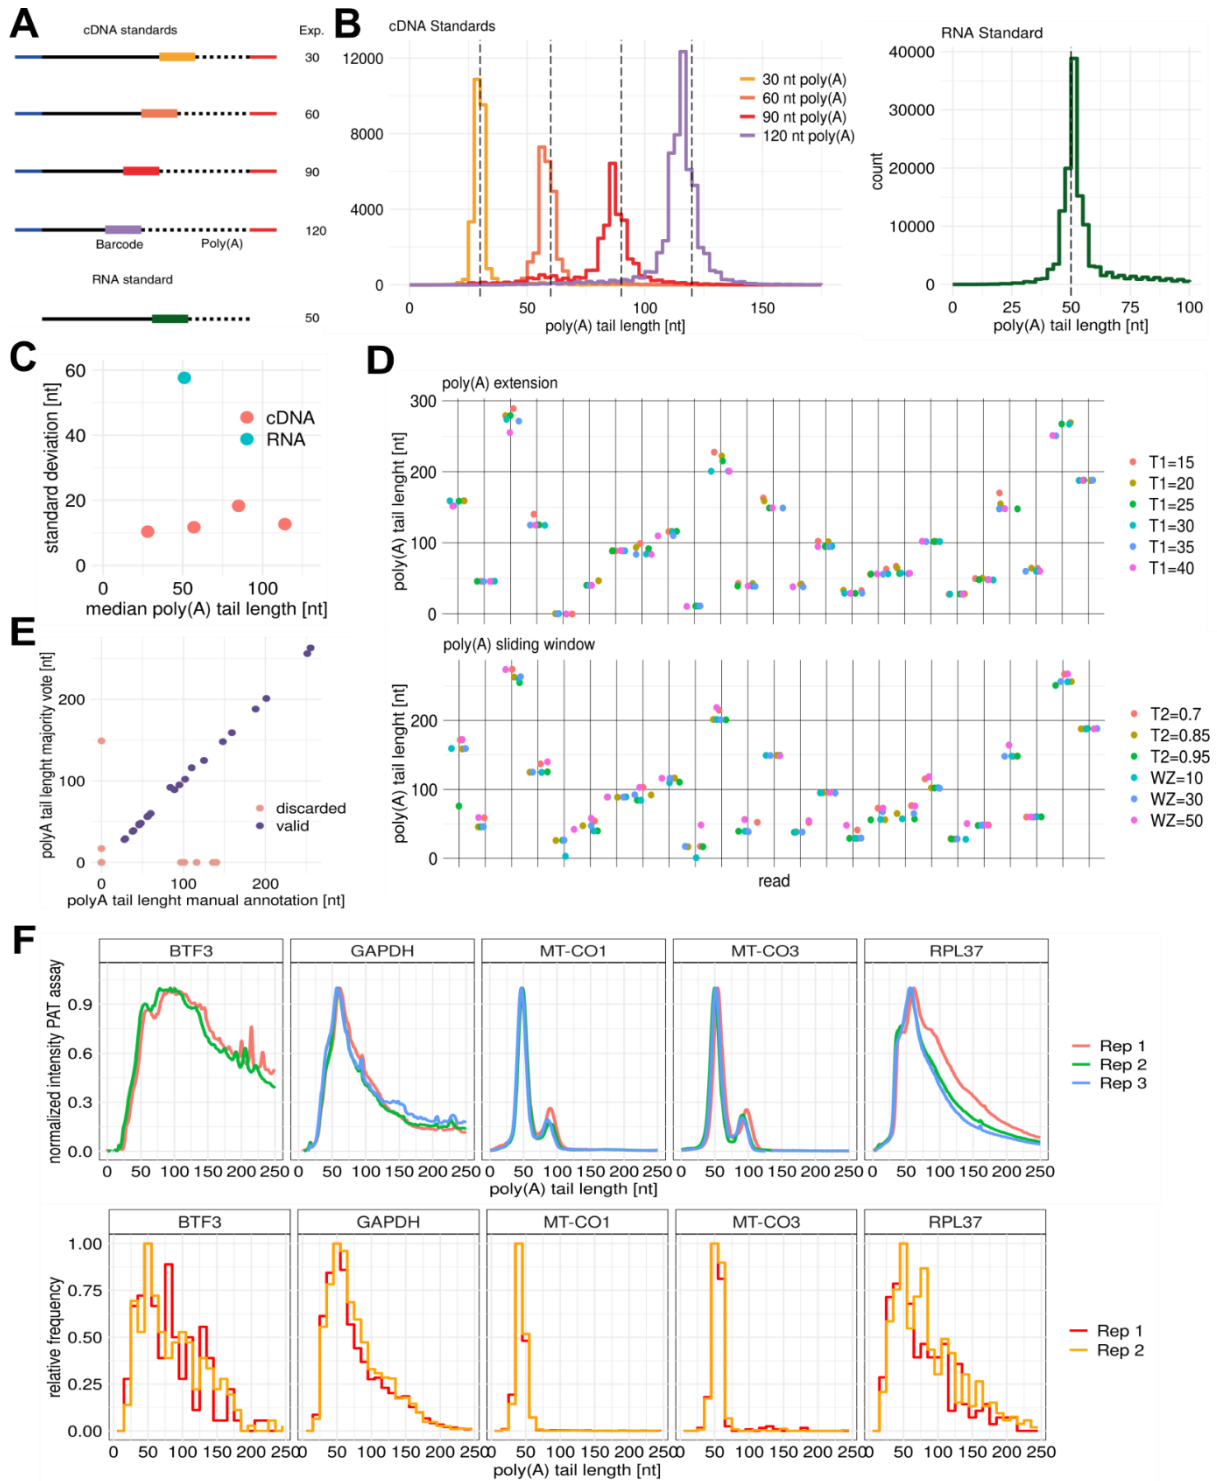 A
cDNA standards
Exp.
30
60
90
120
Barcode
Poly(A)
RNA standard
50
B
cDNA Standards
12000
8000
4000
0
0
50
100
150
poly(A) tail length [nt]
30 nt poly(A)
60 nt poly(A)
90 nt poly(A)
120 nt poly(A)
RNA Standard
count
40000
30000
20000
10000
0
0
25
50
75
100
poly(A) tail length [nt]
C
standard deviation [nt]
60
40
20
0
0
50
100
median poly(A) tail length [nt]
cDNA
RNA
D
poly(A) extension
poly(A) tail lenght [nt]
300
200
100
0
T1=15
T1=20
T1=25
T1=30
T1=35
T1=40
poly(A) sliding window
poly(A) tail lenght [nt]
200
100
0
read
T2=0.7
T2=0.85
T2=0.95
WZ=10
WZ=30
WZ=50
E
polyA tail lenght majority vote [nt]
200
100
0
0
100
200
polyA tail lenght manual annotation [nt]
discarded
valid
F
BTF3
GAPDH
MT-CO1
MT-CO3
RPL37
normalized intensity PAT assay
0.9
0.6
0.3
0.0
0 50 100 150 200 250
0 50 100 150 200 250
0 50 100 150 200 250
0 50 100 150 200 250
0 50 100 150 200 250
poly(A) tail length [nt]
Rep 1
Rep 2
Rep 3
BTF3
GAPDH
MT-CO1
MT-CO3
RPL37
relative frequency
1.00
0.75
0.50
0.25
0.00
0 50 100 150 200 250
0 50 100 150 200 250
0 50 100 150 200 250
0 50 100 150 200 250
0 50 100 150 200 250
poly(A) tail length [nt]
Rep 1
Rep 2